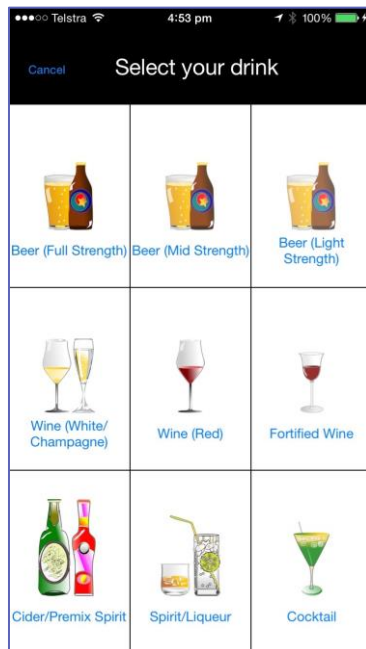 Telstra 4:53 pm 100%
Cancel Select your drink
Beer (Full Strength) Beer (Mid Strength) Beer (Light
Strength)
Wine (White/
Champagne) Wine (Red) Fortified Wine
Cider/Premix Spirit Spirit/Liqueur Cocktail